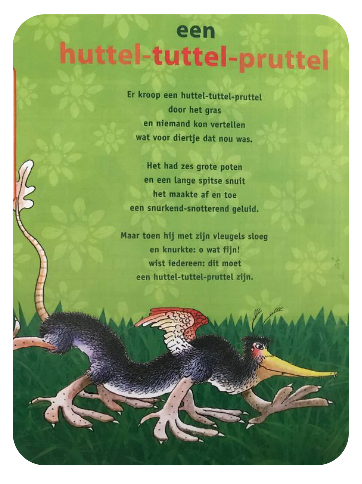 een
huttel-tuttel-pruttel
Er kroop een huttel-tuttel-pruttel
door het gras
en niemand kon vertellen
wat voor diertje dat nou was.
Het had zes grote poten
en een lange spitse snuit
het maakte af en toe
een snurkend-snotterend geluid.
Maar toen hij met zijn vleugels sloeg
en knurkte: o wat fijn!
wist iedereen: dit moet
een huttel-tuttel-pruttel zijn.